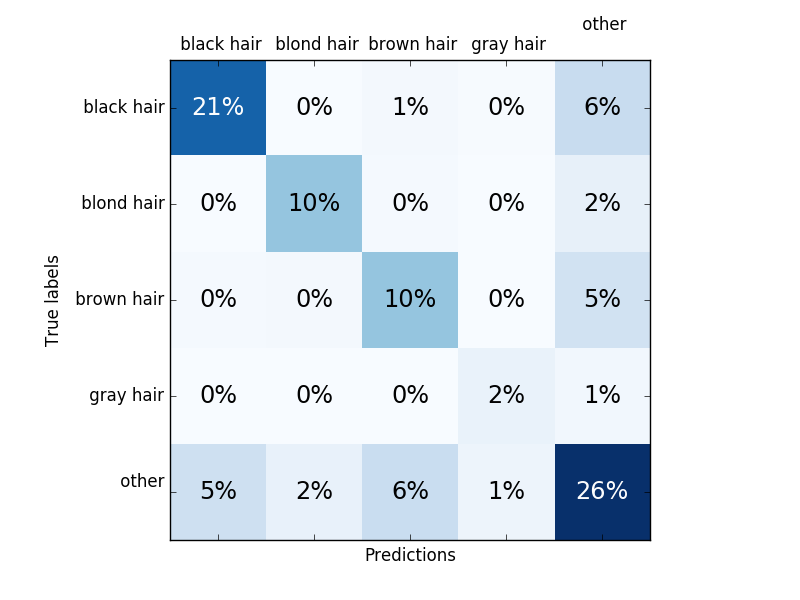 other
black hair blond hair brown hair gray hair
black hair 21% 0% 1% 0% 6%
blond hair 0% 10% 0% 0% 2%
True labels
brown hair 0% 0% 10% 0% 5%
gray hair 0% 0% 0% 2% 1%
other 5% 2% 6% 1% 26%
Predictions